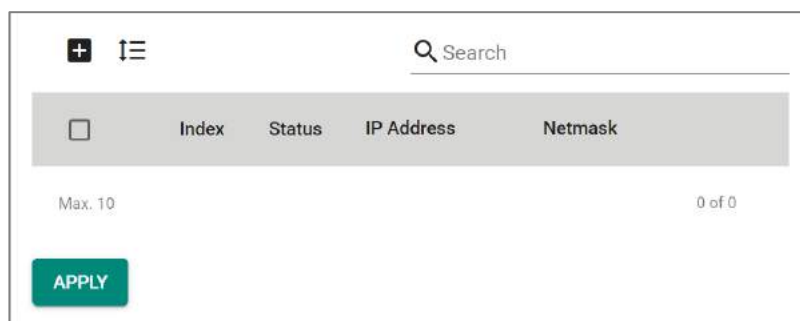 Search
Index Status IP Address Netmask
Max. 10 0 of 0
APPLY